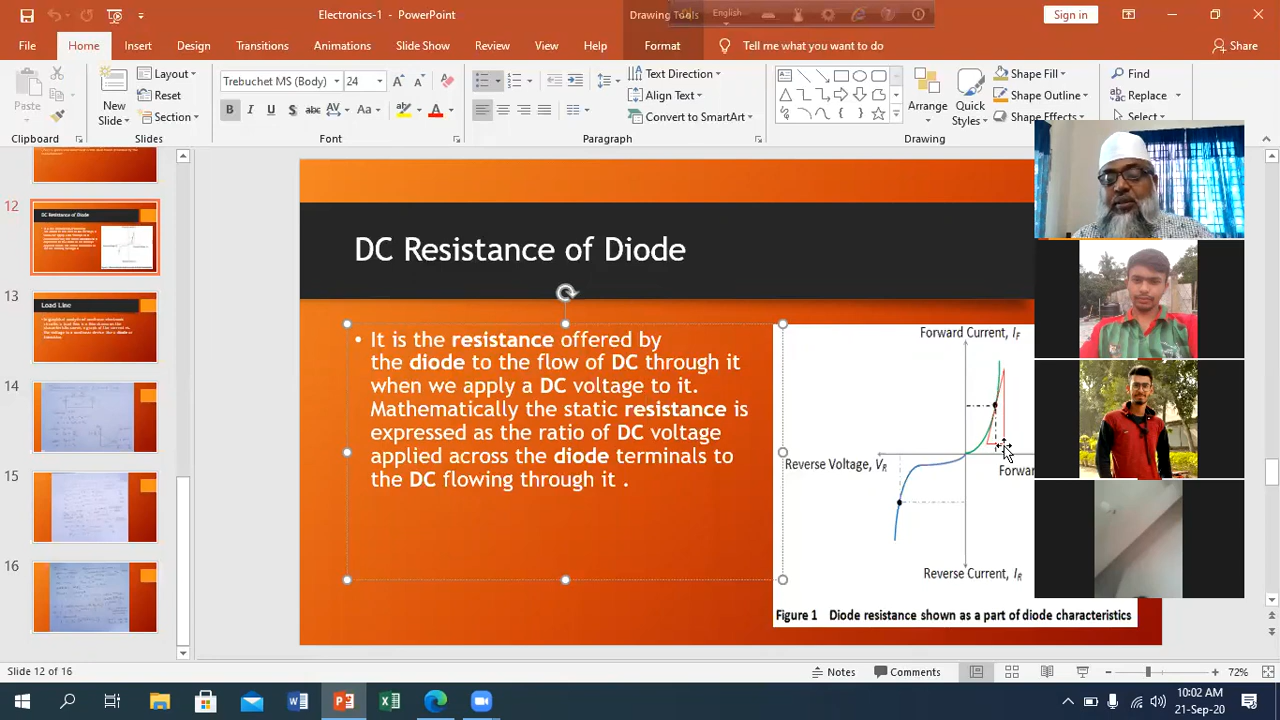 Electronics-1 - PowerPoint
Drawing Tools
English
Sign in
File
Home
Insert
Design
Transitions
Animations
Slide Show
Review
View
Help
Format
Tell me what you want to do
Share
Paste
New
Slide
Layout
Reset
Section
Trebuchet MS (Body)
24
Text Direction
Align Text
Convert to SmartArt
Arrange
Quick
Styles
Shape Fill
Shape Outline
Shape Effects
Find
Replace
Select
Clipboard
Slides
Font
Paragraph
Drawing
12
DC Resistance of Diode
13
Load Line
14
15
16
DC Resistance of Diode
• It is the resistance offered by
the diode to the flow of DC through it
when we apply a DC voltage to it.
Mathematically the static resistance is
expressed as the ratio of DC voltage
applied across the diode terminals to
the DC flowing through it .
Forward Current, IF
Reverse Voltage, VR
Forwa
Reverse Current, IR
Figure 1 Diode resistance shown as a part of diode characteristics
Slide 12 of 16
Notes
Comments
72%
10:02 AM
21-Sep-20